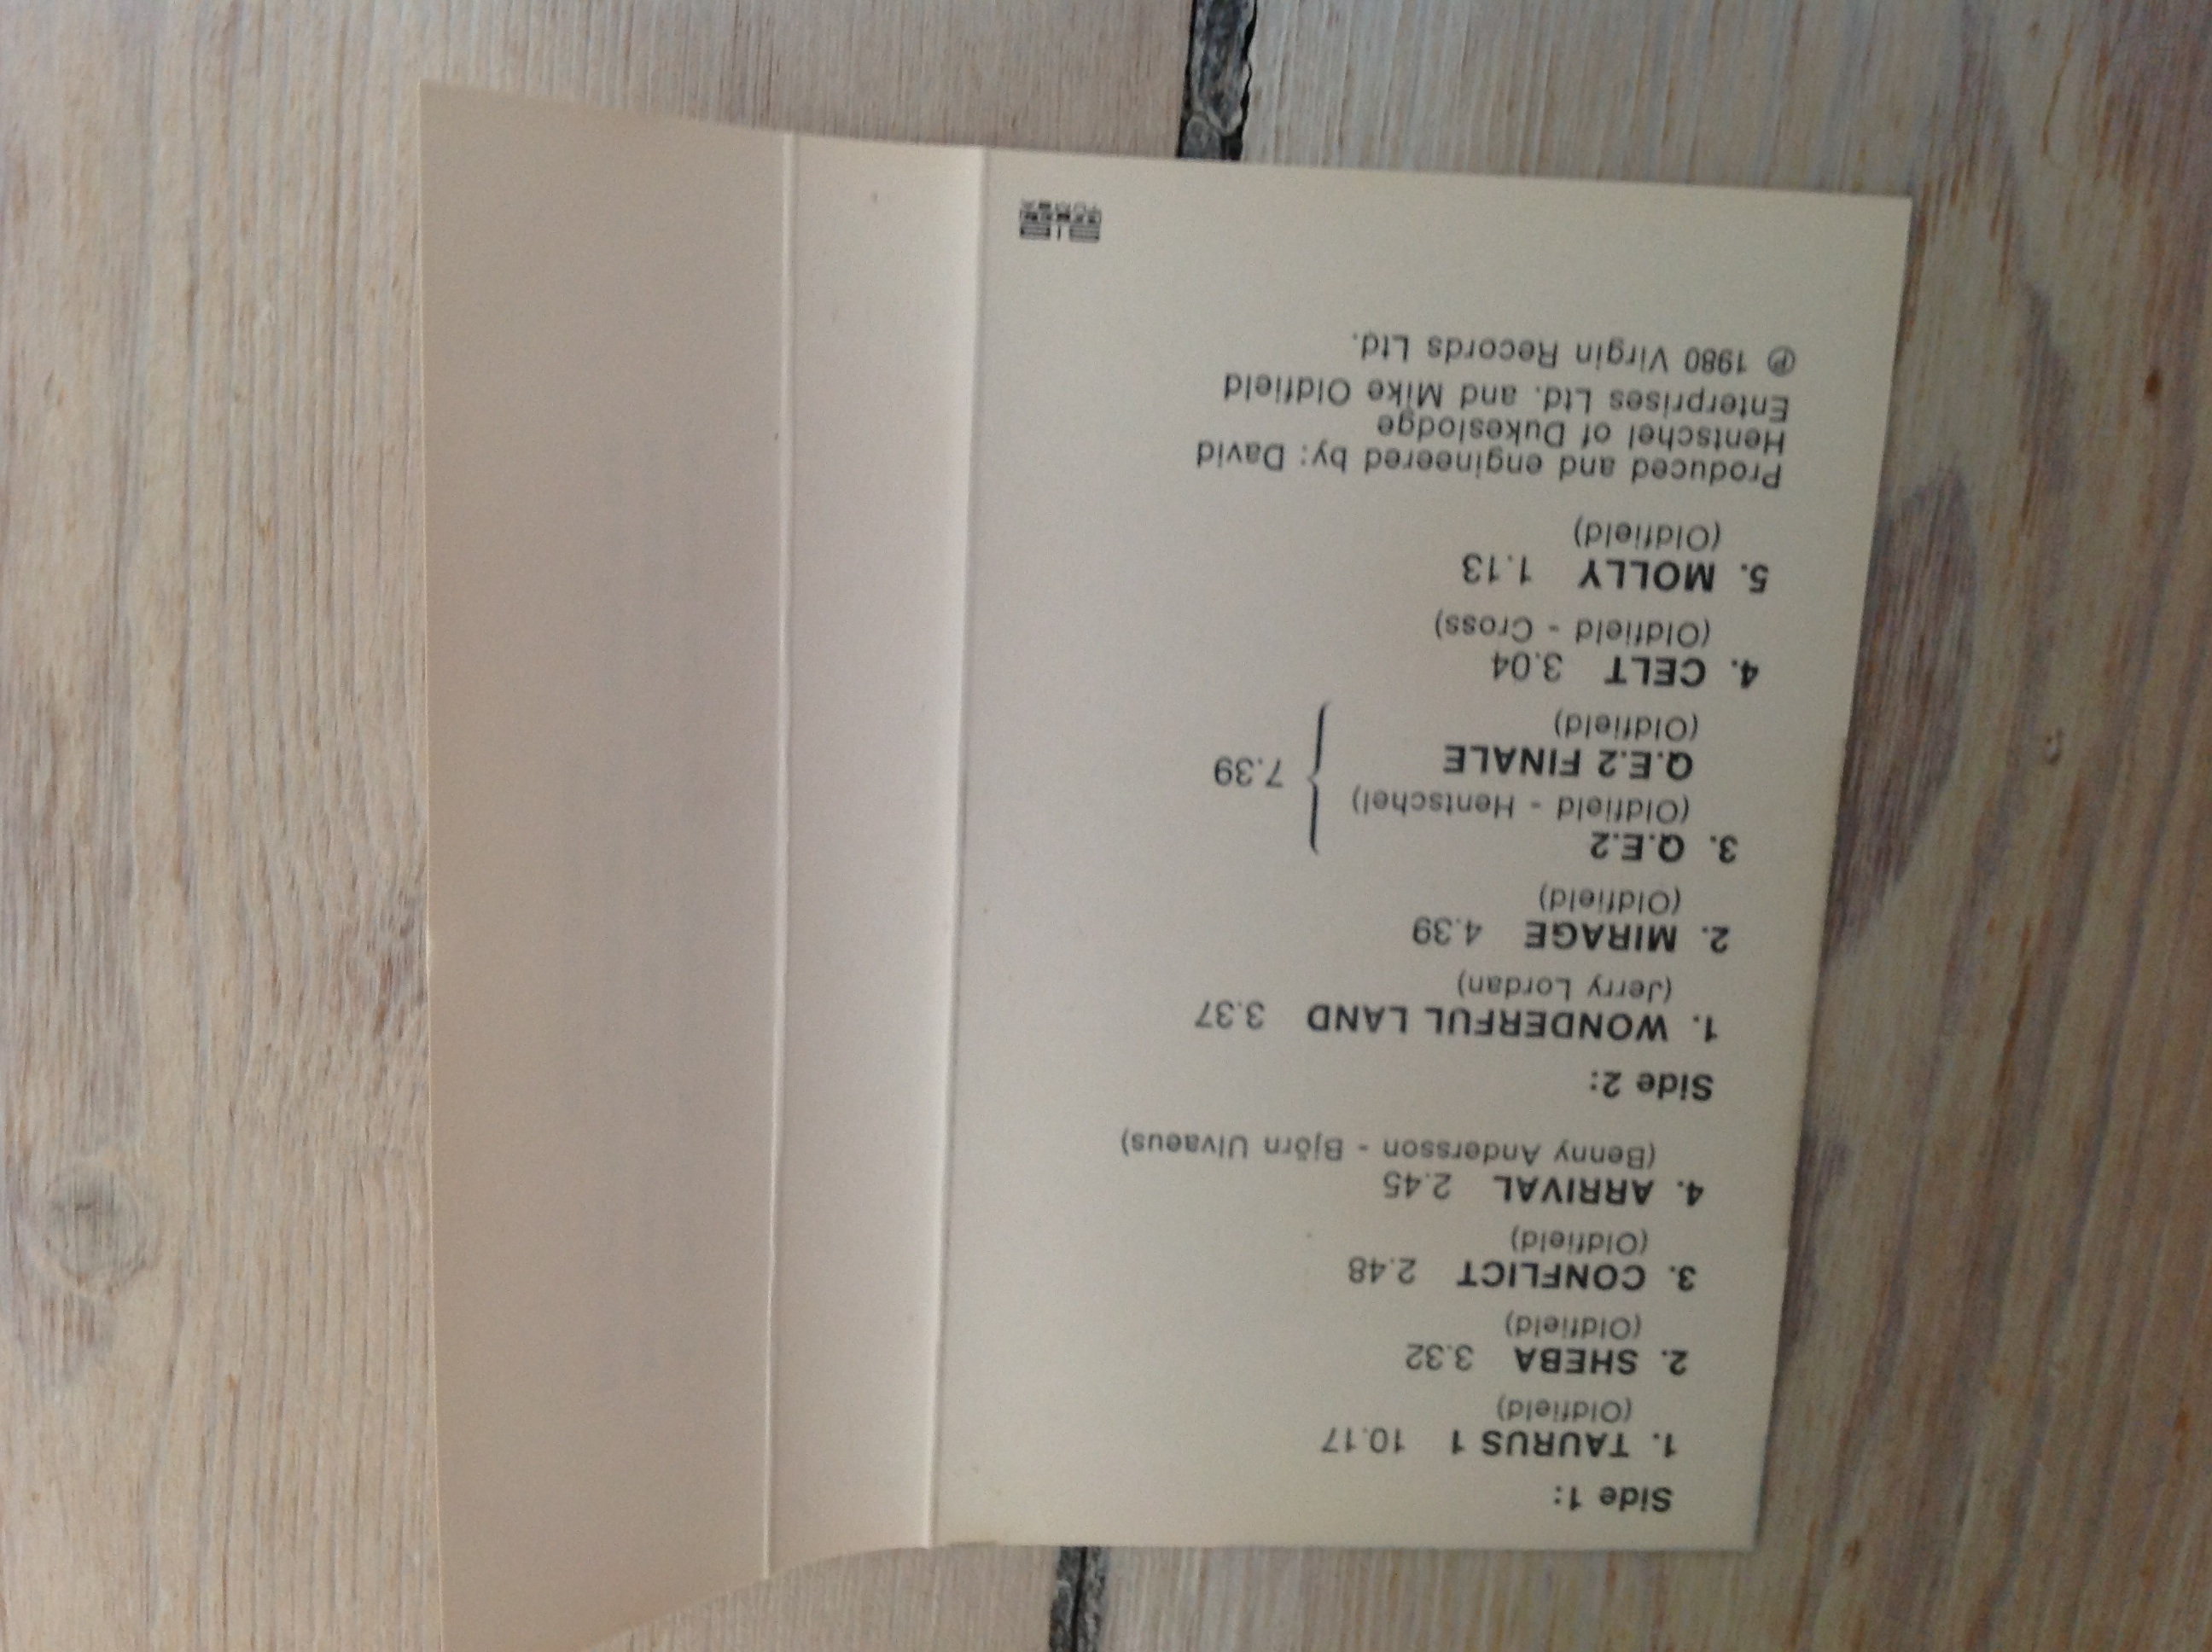 Side 1:
1. TAURUS 1 10.17
(Oldfield)
2. SHEBA 3.32
(Oldfield)
3. CONFLICT 2.48
(Oldfield)
4. ARRIVAL 2.45
(Benny Andersson - Björn Ulvaeus)
Side 2:
1. WONDERFUL LAND 3.37
(Jerry Lordan)
2. MIRAGE 4.39
(Oldfield)
3. Q.E.2
(Oldfield - Hentschel)
Q.E.2 FINALE
(Oldfield)
7.39
4. CELT 3.04
(Oldfield - Cross)
5. MOLLY 1.13
(Oldfield)
Produced and engineered by: David
Hentschel of Dukeslodge
Enterprises Ltd. and Mike Oldfield
℗ 1980 Virgin Records Ltd.